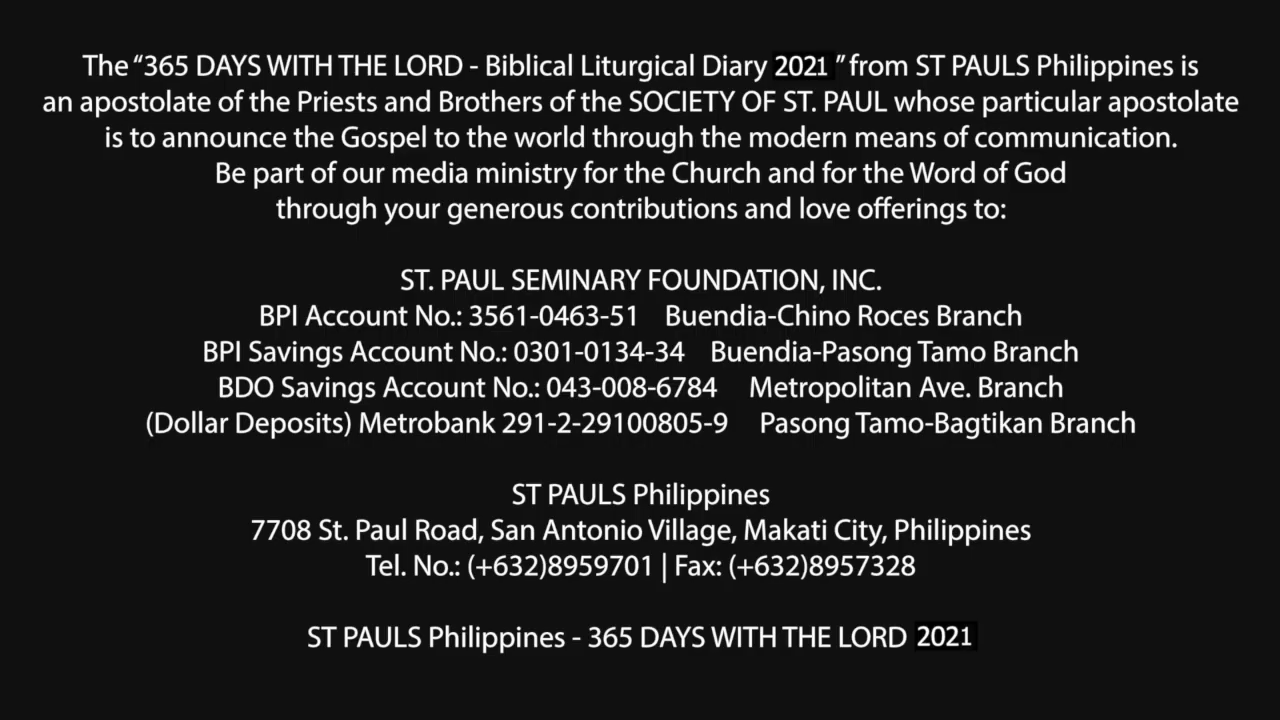 The “365 DAYS WITH THE LORD - Biblical Liturgical Diary 2021 ” from ST PAULS Philippines is
an apostolate of the Priests and Brothers of the SOCIETY OF ST. PAUL whose particular apostolate
is to announce the Gospel to the world through the modern means of communication.
Be part of our media ministry for the Church and for the Word of God
through your generous contributions and love offerings to:
ST. PAUL SEMINARY FOUNDATION, INC.
BPI Account No.: 3561-0463-51 Buendia-Chino Roces Branch
BPI Savings Account No.: 0301-0134-34 Buendia-Pasong Tamo Branch
BDO Savings Account No.: 043-008-6784 Metropolitan Ave. Branch
(Dollar Deposits) Metrobank 291-2-29100805-9 Pasong Tamo-Bagtikan Branch
ST PAULS Philippines
7708 St. Paul Road, San Antonio Village, Makati City, Philippines
Tel. No.: (+632)8959701 | Fax: (+632)8957328
ST PAULS Philippines - 365 DAYS WITH THE LORD 2021